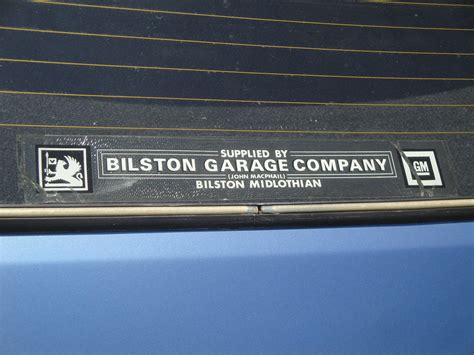 SUPPLIED BY
BILSTON GARAGE COMPANY
(JOHN MACPHAIL)
BILSTON MIDLOTHIAN
GM